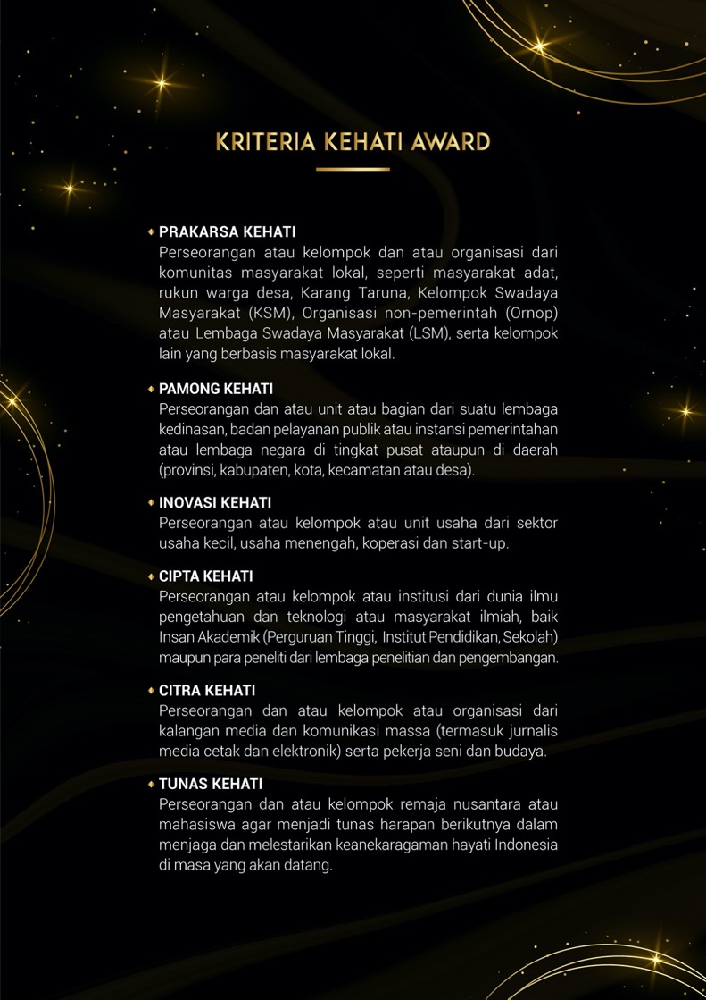 KRITERIA KEHATI AWARD
PRAKARSA KEHATI
Perseorangan atau kelompok dan atau organisasi dari
komunitas masyarakat lokal, seperti masyarakat adat,
rukun warga desa, Karang Taruna, Kelompok Swadaya
Masyarakat (KSM), Organisasi non-pemerintah (Ornop)
atau Lembaga Swadaya Masyarakat (LSM), serta kelompok
lain yang berbasis masyarakat lokal.
PAMONG KEHATI
Perseorangan dan atau unit atau bagian dari suatu lembaga
kedinasan, badan pelayanan publik atau instansi pemerintahan
atau lembaga negara di tingkat pusat ataupun di daerah
(provinsi, kabupaten, kota, kecamatan atau desa).
INOVASI KEHATI
Perseorangan atau kelompok atau unit usaha dari sektor
usaha kecil, usaha menengah, koperasi dan start-up.
CIPTA KEHATI
Perseorangan atau kelompok atau institusi dari dunia ilmu
pengetahuan dan teknologi atau masyarakat ilmiah, baik
Insan Akademik (Perguruan Tinggi, Institut Pendidikan, Sekolah)
maupun para peneliti dari lembaga penelitian dan pengembangan.
CITRA KEHATI
Perseorangan dan atau kelompok atau organisasi dari
kalangan media dan komunikasi massa (termasuk jurnalis
media cetak dan elektronik) serta pekerja seni dan budaya.
TUNAS KEHATI
Perseorangan dan atau kelompok remaja nusantara atau
mahasiswa agar menjadi tunas harapan berikutnya dalam
menjaga dan melestarikan keanekaragaman hayati Indonesia
di masa yang akan datang.